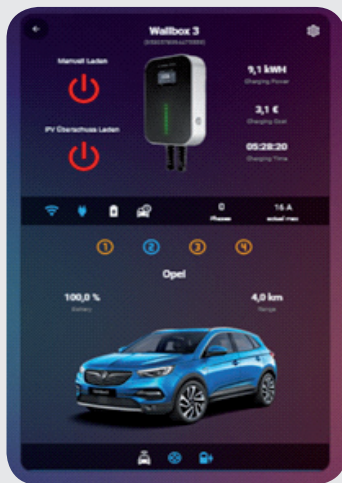 Wallbox 3
Manuell Laden
9,1 kWH
Charging Power
3,1 €
Charging Cost
PV Überschuss Laden
05:28:20
Charging Time
0
Phases
16 A
actual max
1
2
3
4
Opel
100,0 %
Battery
4,0 km
Range